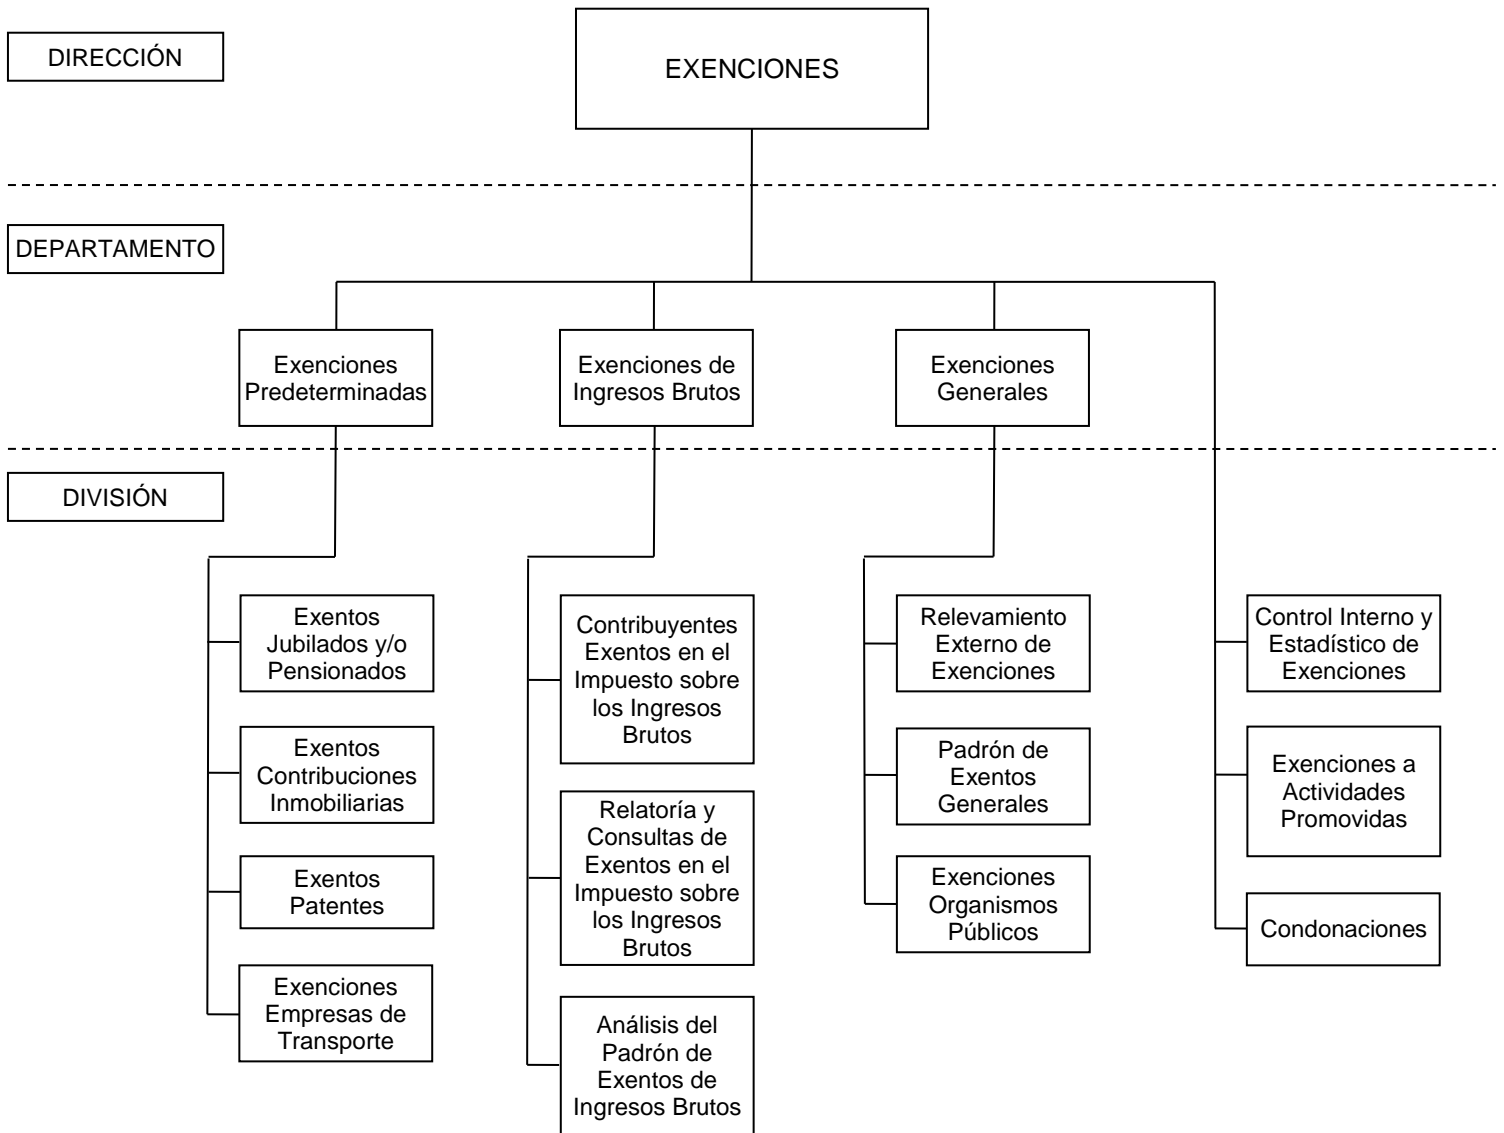 DIRECCIÓN
EXENCIONES
DEPARTAMENTO
Exenciones
Predeterminadas
Exenciones de
Ingresos Brutos
Exenciones
Generales
DIVISIÓN
Exentos
Jubilados y/o
Pensionados
Exentos
Contribuciones
Inmobiliarias
Exentos
Patentes
Exenciones
Empresas de
Transporte
Contribuyentes
Exentos en el
Impuesto sobre
los Ingresos
Brutos
Relatoría y
Consultas de
Exentos en el
Impuesto sobre
los Ingresos
Brutos
Análisis del
Padrón de
Exentos de
Ingresos Brutos
Relevamiento
Externo de
Exenciones
Padrón de
Exentos
Generales
Exenciones
Organismos
Públicos
Control Interno y
Estadístico de
Exenciones
Exenciones a
Actividades
Promovidas
Condonaciones